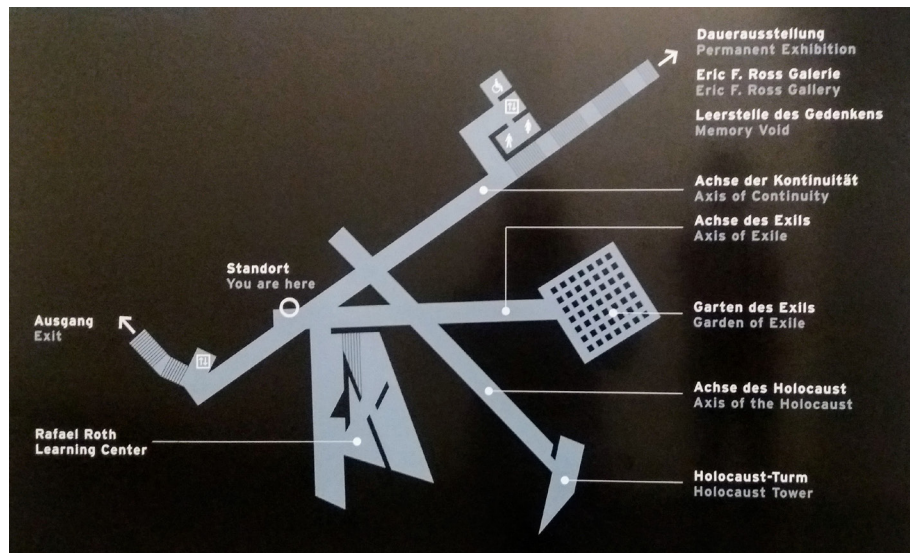 Dauerausstellung
Permanent Exhibition
Eric F. Ross Galerie
Eric F. Ross Gallery
Leerstelle des Gedenkens
Memory Void
Achse der Kontinuität
Axis of Continuity
Achse des Exils
Axis of Exile
Standort
You are here
Garten des Exils
Garden of Exile
Ausgang
Exit
Achse des Holocaust
Axis of the Holocaust
Rafael Roth
Learning Center
Holocaust-Turm
Holocaust Tower